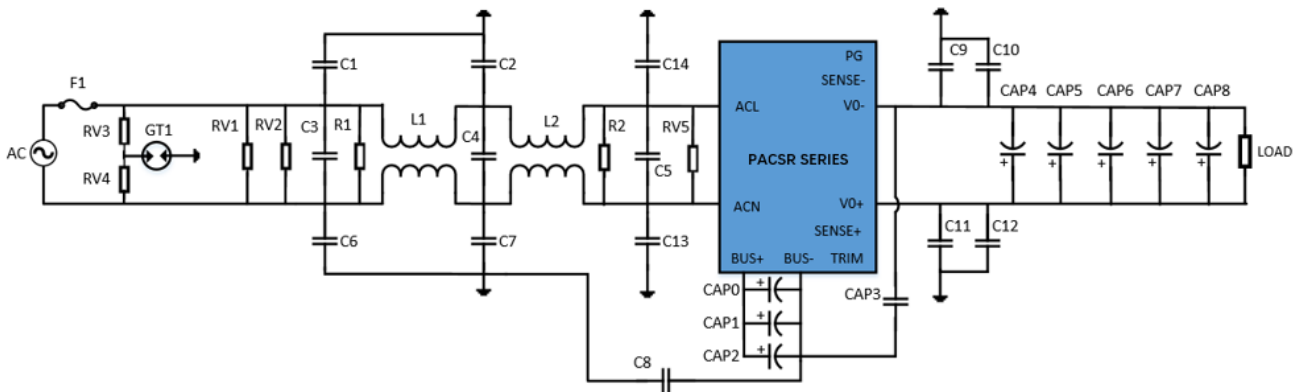 C1
C2
C14
C9
C10
PG
SENSE-
F1
ACL
V0-
CAP4
CAP5
CAP6
CAP7
CAP8
RV3
GT1
RV1
RV2
C3
R1
L1
C4
L2
R2
RV5
AC
PACSR SERIES
LOAD
RV4
C5
ACN
V0+
C6
C7
C13
SENSE+
C11
C12
BUS+
BUS-
TRIM
CAP0
CAP3
CAP1
CAP2
C8
+
+
+
+
+
+
+
+